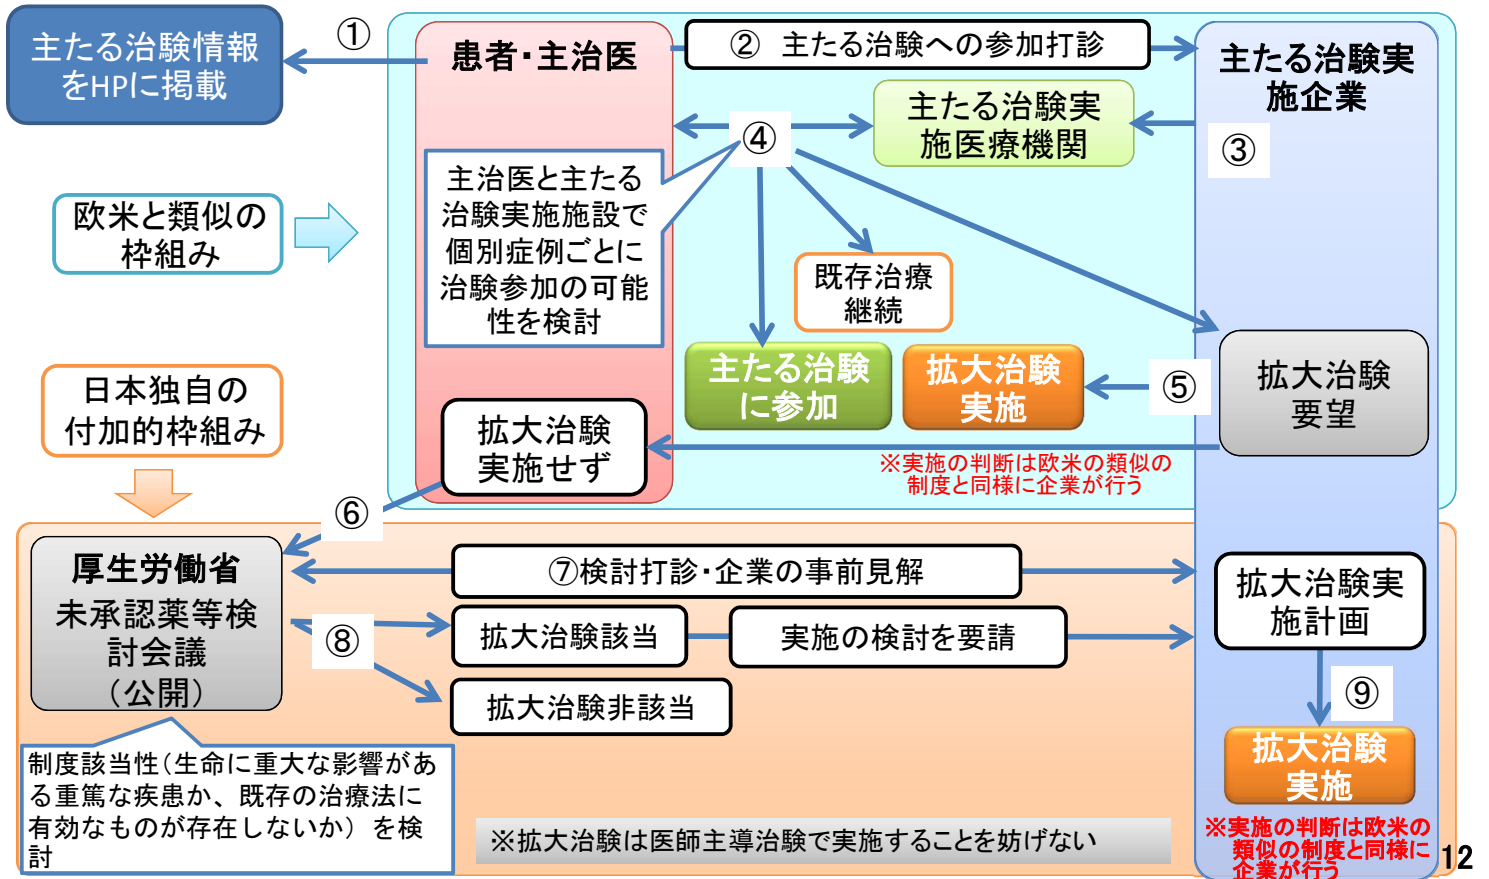 主たる治験情報
をHPに掲載
①
患者・主治医
② 主たる治験への参加打診
主たる治験実
施企業
主たる治験実
施医療機関
③
④
主治医と主たる
治験実施施設で
個別症例ごとに
治験参加の可能
性を検討
欧米と類似の
枠組み
既存治療
継続
主たる治験
に参加
拡大治験
実施
⑤
拡大治験
要望
日本独自の
付加的枠組み
拡大治験
実施せず
※実施の判断は欧米の類似の
制度と同様に企業が行う
⑥
厚生労働省
未承認薬等検
討会議
（公開）
⑦検討打診・企業の事前見解
拡大治験実
施計画
⑧
拡大治験該当
実施の検討を要請
拡大治験非該当
⑨
拡大治験
実施
制度該当性（生命に重大な影響があ
る重篤な疾患か、既存の治療法に
有効なものが存在しないか）を検
討
※拡大治験は医師主導治験で実施することを妨げない
※実施の判断は欧米の
類似の制度と同様に
企業が行う
12